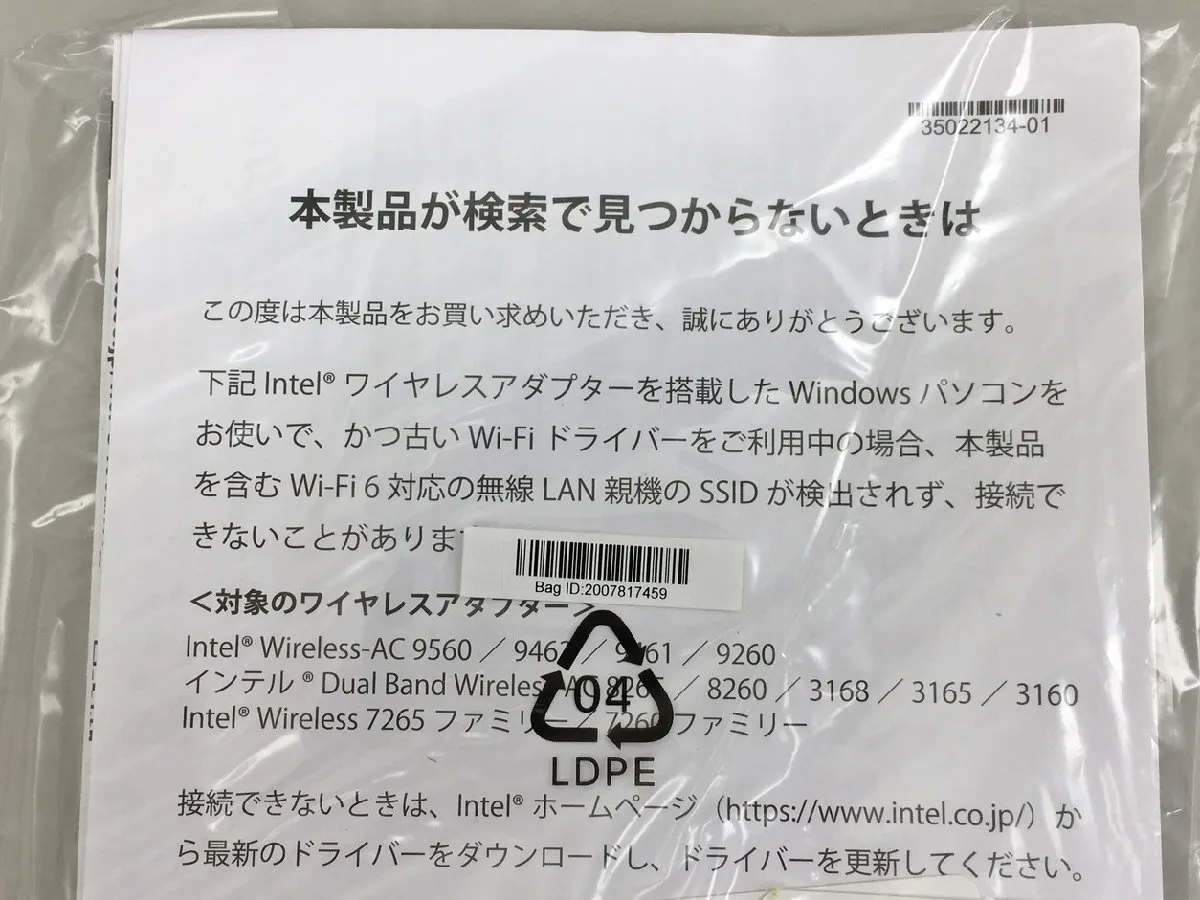 35022134-01
本製品が検索で見つからないときは
この度は本製品をお買い求めいただき、誠にありがとうございます。
下記 Intel® ワイヤレスアダプターを搭載した Windows パソコンを
お使いで、かつ古い Wi-Fi ドライバーをご利用中の場合、本製品
を含む Wi-Fi 6 対応の無線 LAN 親機の SSID が検出されず、接続で
きないことがありま
Bag ID:2007817459
＜対象のワイヤレスアダプター＞
Intel® Wireless-AC 9560 ／ 9462 ／ 9461 ／ 9260
インテル ® Dual Band Wireless-AC 8265 ／ 8260 ／ 3168 ／ 3165 ／ 3160
Intel® Wireless 7265 ファミリー／ 7260 ファミリー
04
LDPE
接続できないときは、Intel® ホームページ（https://www.intel.co.jp/）か
ら最新のドライバーをダウンロードし、ドライバーを更新してください。